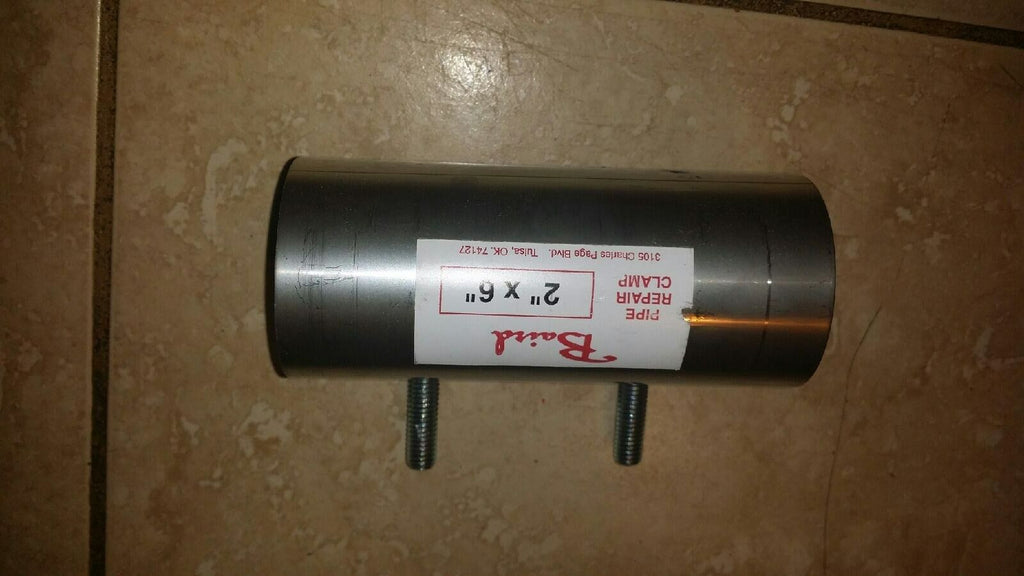 Baird
PIPE
REPAIR
CLAMP
2" x 6"
3105 Charles Page Blvd. Tulsa, OK. 74127